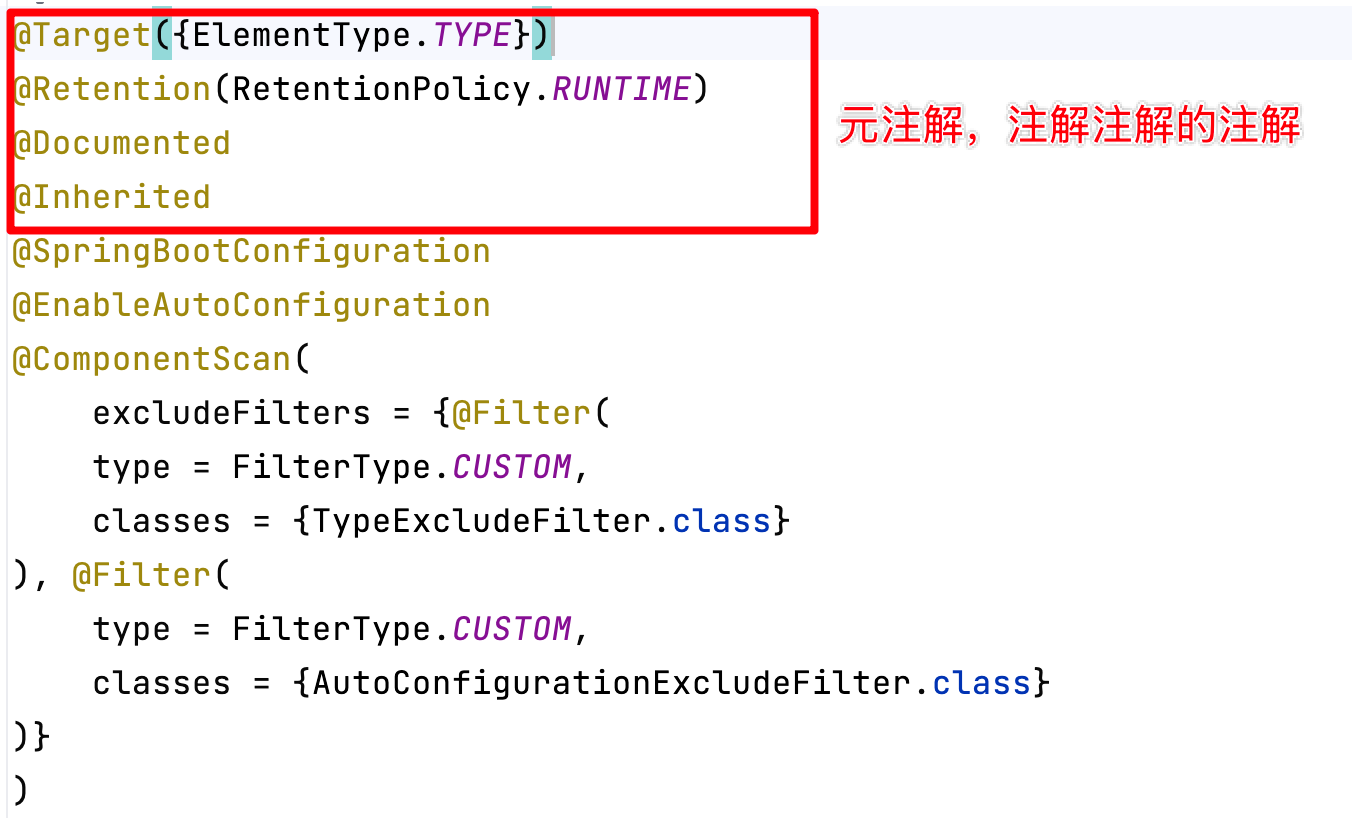 @Target({ElementType.TYPE})
@Retention(RetentionPolicy.RUNTIME)
@Documented
@Inherited
元注解，注解注解的注解
@SpringBootConfiguration
@EnableAutoConfiguration
@ComponentScan(
    excludeFilters = {@Filter(
    type = FilterType.CUSTOM,
    classes = {TypeExcludeFilter.class}
), @Filter(
    type = FilterType.CUSTOM,
    classes = {AutoConfigurationExcludeFilter.class}
)}
)